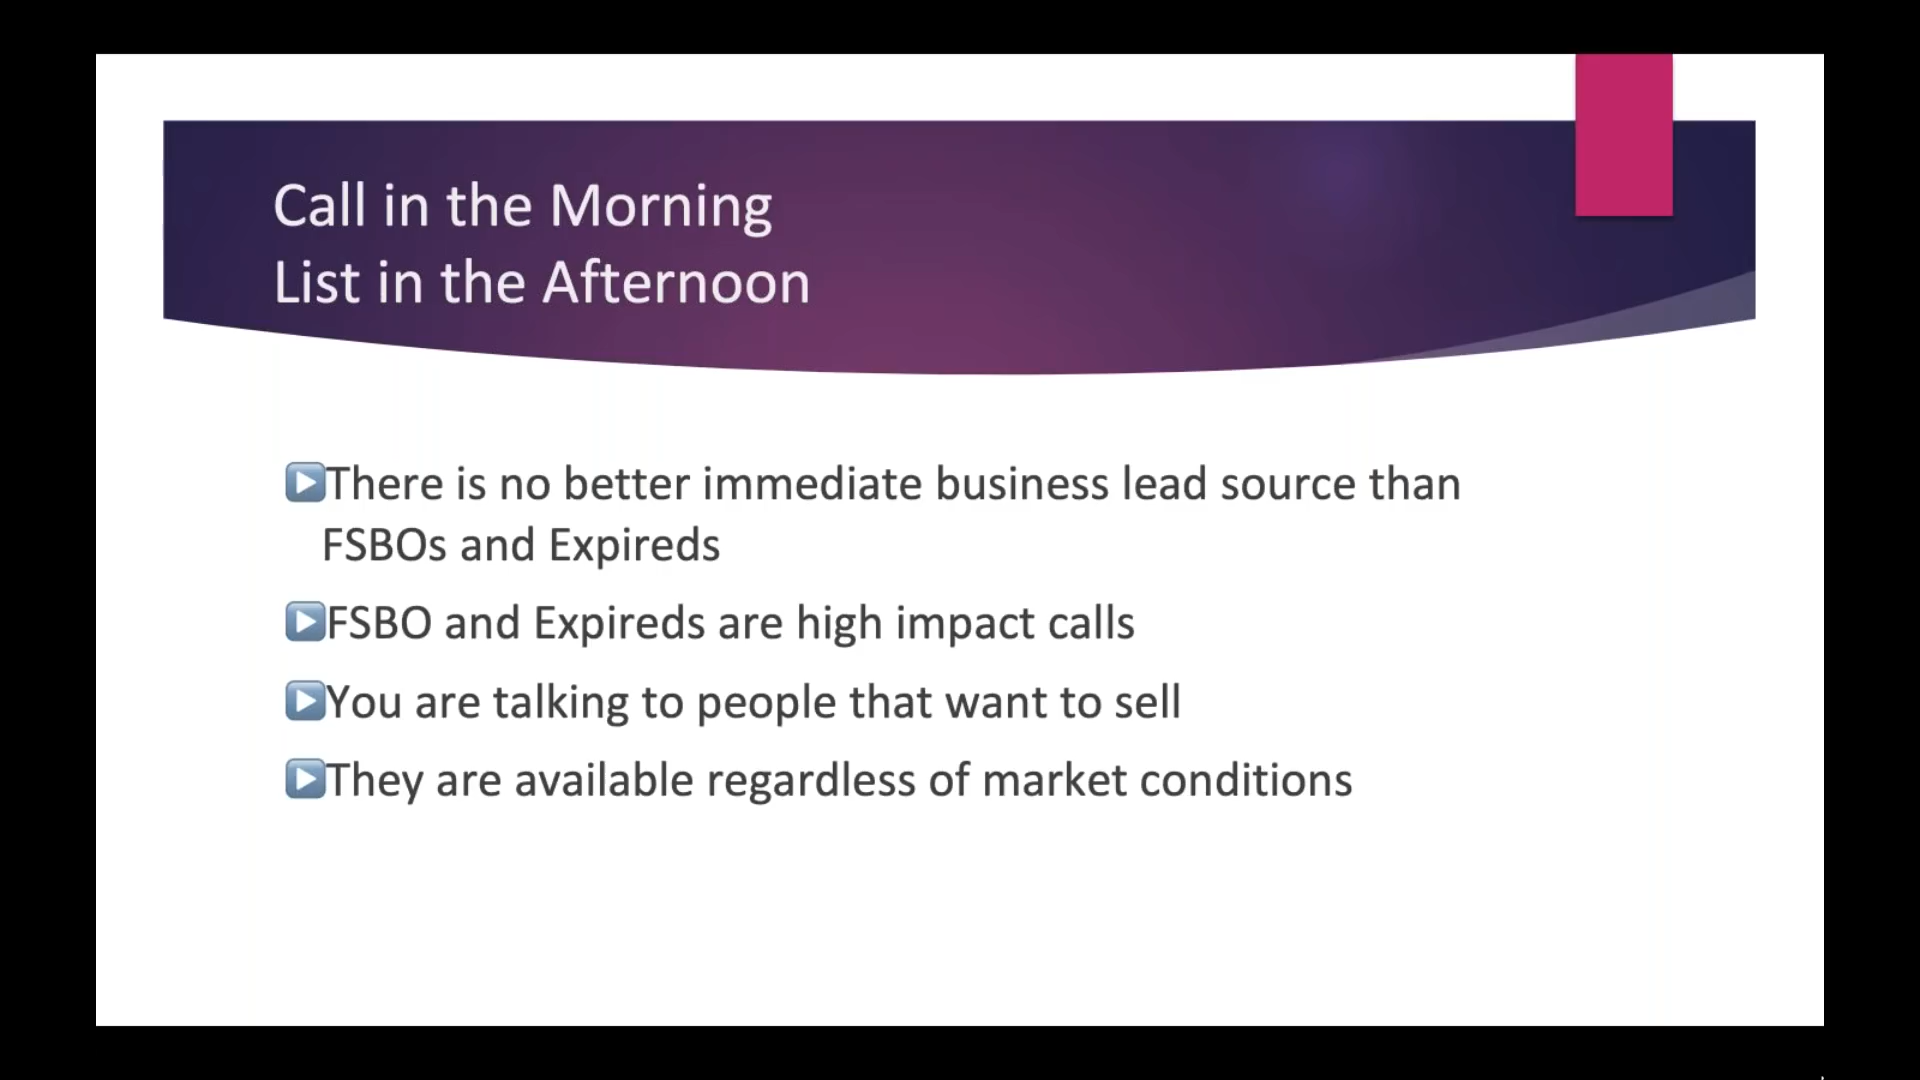 Call in the Morning
List in the Afternoon
There is no better immediate business lead source than
FSBOs and Expireds
FSBO and Expireds are high impact calls
You are talking to people that want to sell
They are available regardless of market conditions